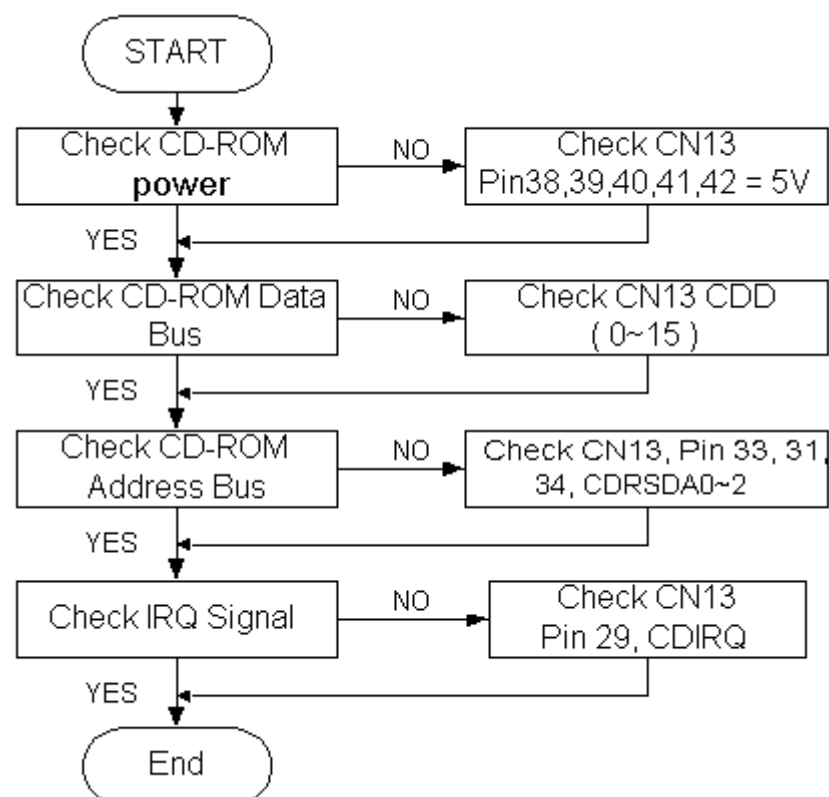 START
Check CD-ROM
power
NO
Check CN13
Pin38,39,40,41,42 = 5V
YES
Check CD-ROM Data
Bus
NO
Check CN13 CDD
( 0~15 )
YES
Check CD-ROM
Address Bus
NO
Check CN13, Pin 33, 31,
34, CDRSDA0~2
YES
Check IRQ Signal
NO
Check CN13
Pin 29, CDIRQ
YES
End